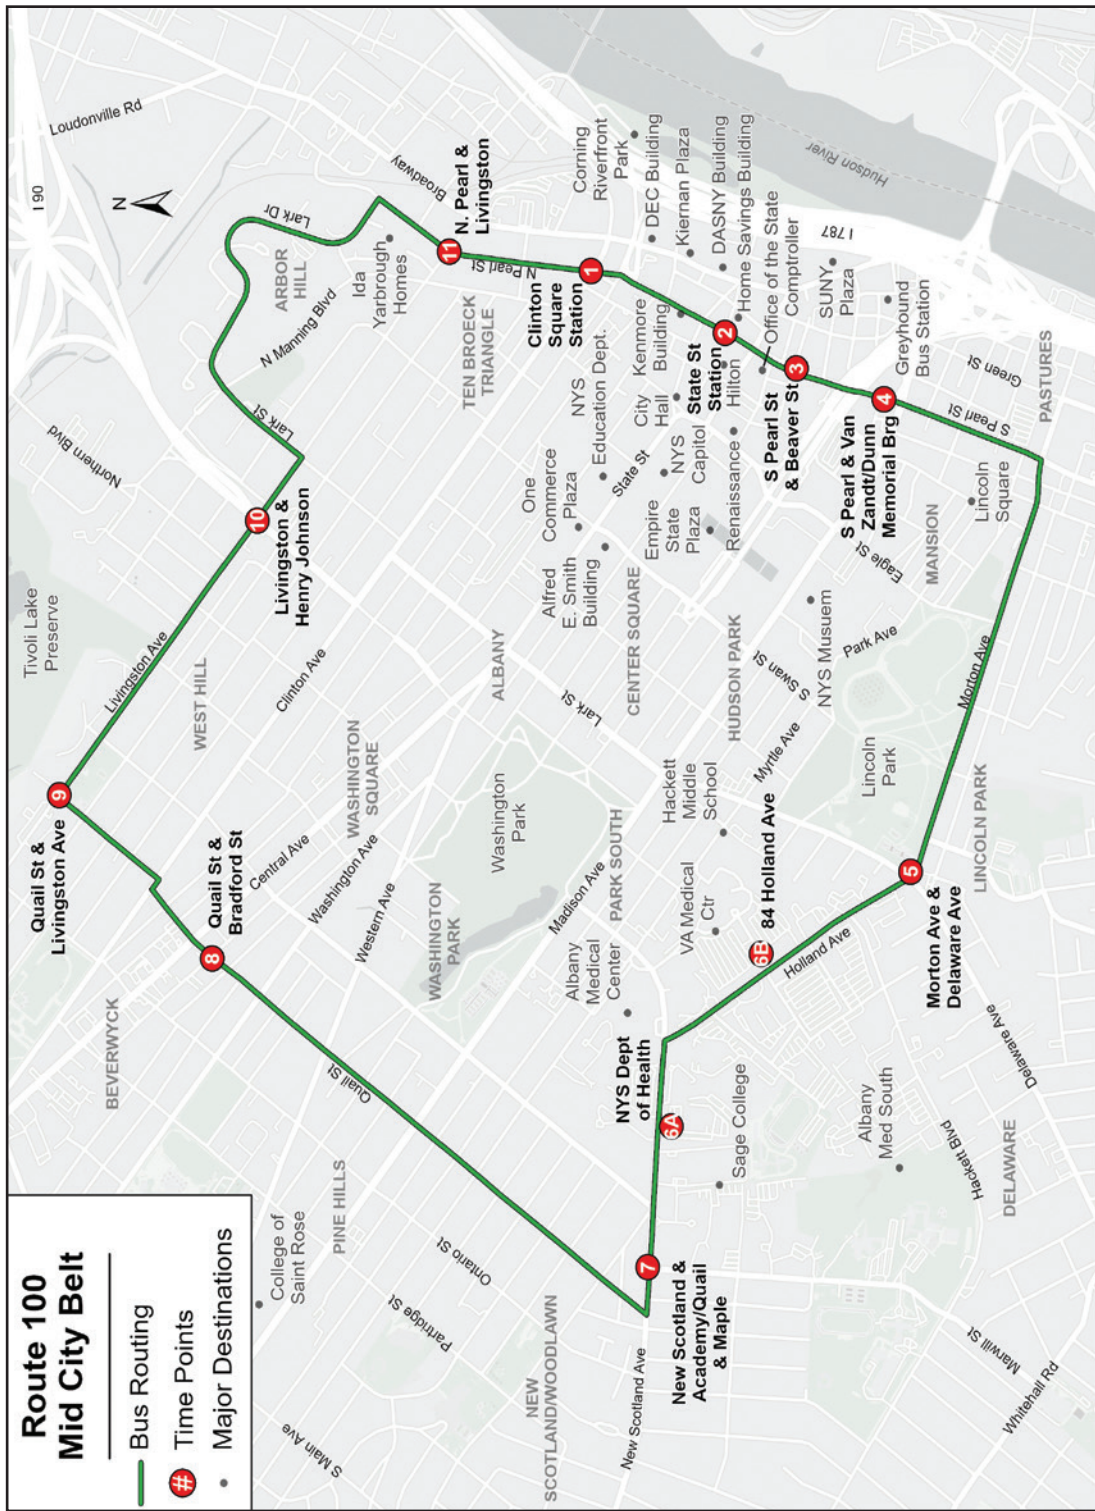 Route 100
Mid City Belt
Bus Routing
#
Time Points
Major Destinations
I 90
Loudonville Rd
N
Tivoli Lake
Preserve
Northern Blvd
Lark Dr
ARBOR
HILL
Broadway
N Manning Blvd
Ida
Yarbrough
Homes
11
N. Pearl &
Livingston
N Pearl St
Lark St
10
Livingston &
Henry Johnson
Livingston Ave
9
Quail St &
Livingston Ave
WEST HILL
Clinton Ave
TEN BROECK
TRIANGLE
Clinton
Square
Station
1
Corning
Riverfront
Park
DEC Building
Kiernan Plaza
DASNY Building
Home Savings Building
Office of the State
Comptroller
I 787
Hudson River
SUNY
Plaza
Greyhound
Bus Station
Green St
PASTURES
S Pearl St
NYS
Education Dept.
City
Hall
Kenmore
Building
State St
Station
2
Hilton
NYS
Capitol
State St
One
Commerce
Plaza
Alfred
E. Smith
Building
Empire
State
Plaza
Renaissance
S Pearl St
& Beaver St
3
S Pearl & Van
Zandt/Dunn
Memorial Brg
4
Lincoln
Square
MANSION
Eagle St
ALBANY
CENTER SQUARE
HUDSON PARK
Lark St
S Swan St
NYS Musuem
Park Ave
Myrtle Ave
Lincoln
Park
Morton Ave
LINCOLN PARK
5
Morton Ave &
Delaware Ave
Delaware Ave
WASHINGTON
SQUARE
Central Ave
Washington Ave
Western Ave
Washington
Park
WASHINGTON
PARK
Madison Ave
PARK SOUTH
Hackett
Middle
School
VA Medical
Ctr
Albany
Medical
Center
6B
84 Holland Ave
Holland Ave
8
Quail St &
Bradford St
BEVERWYCK
Quail St
NYS Dept
of Health
6A
Sage College
Albany
Med South
Hackett Blvd
DELAWARE
PINE HILLS
College of
Saint Rose
Ontario St
Partridge St
S Main Ave
NEW
SCOTLAND/WOODLAWN
New Scotland Ave
7
New Scotland &
Academy/Quail
& Maple
Marwill St
Whitehall Rd